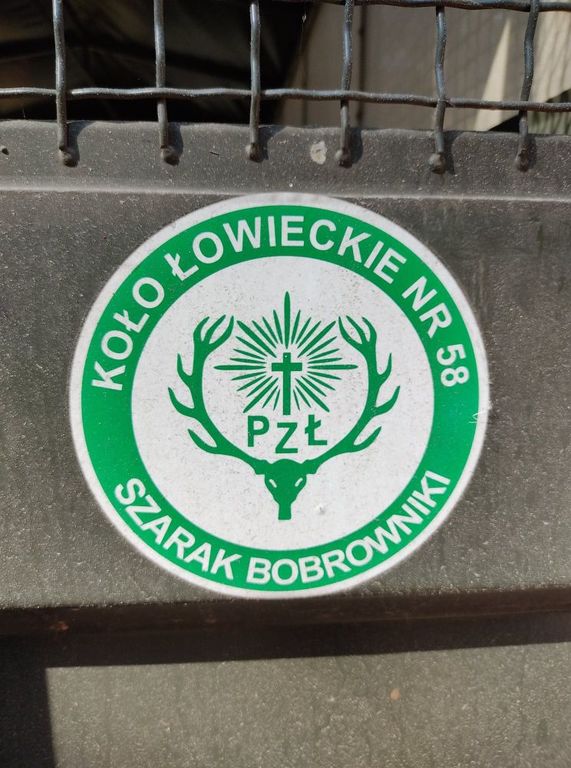 KOŁO ŁOWIECKIE NR 58
PZŁ
SZARAK BOBROWNIKI